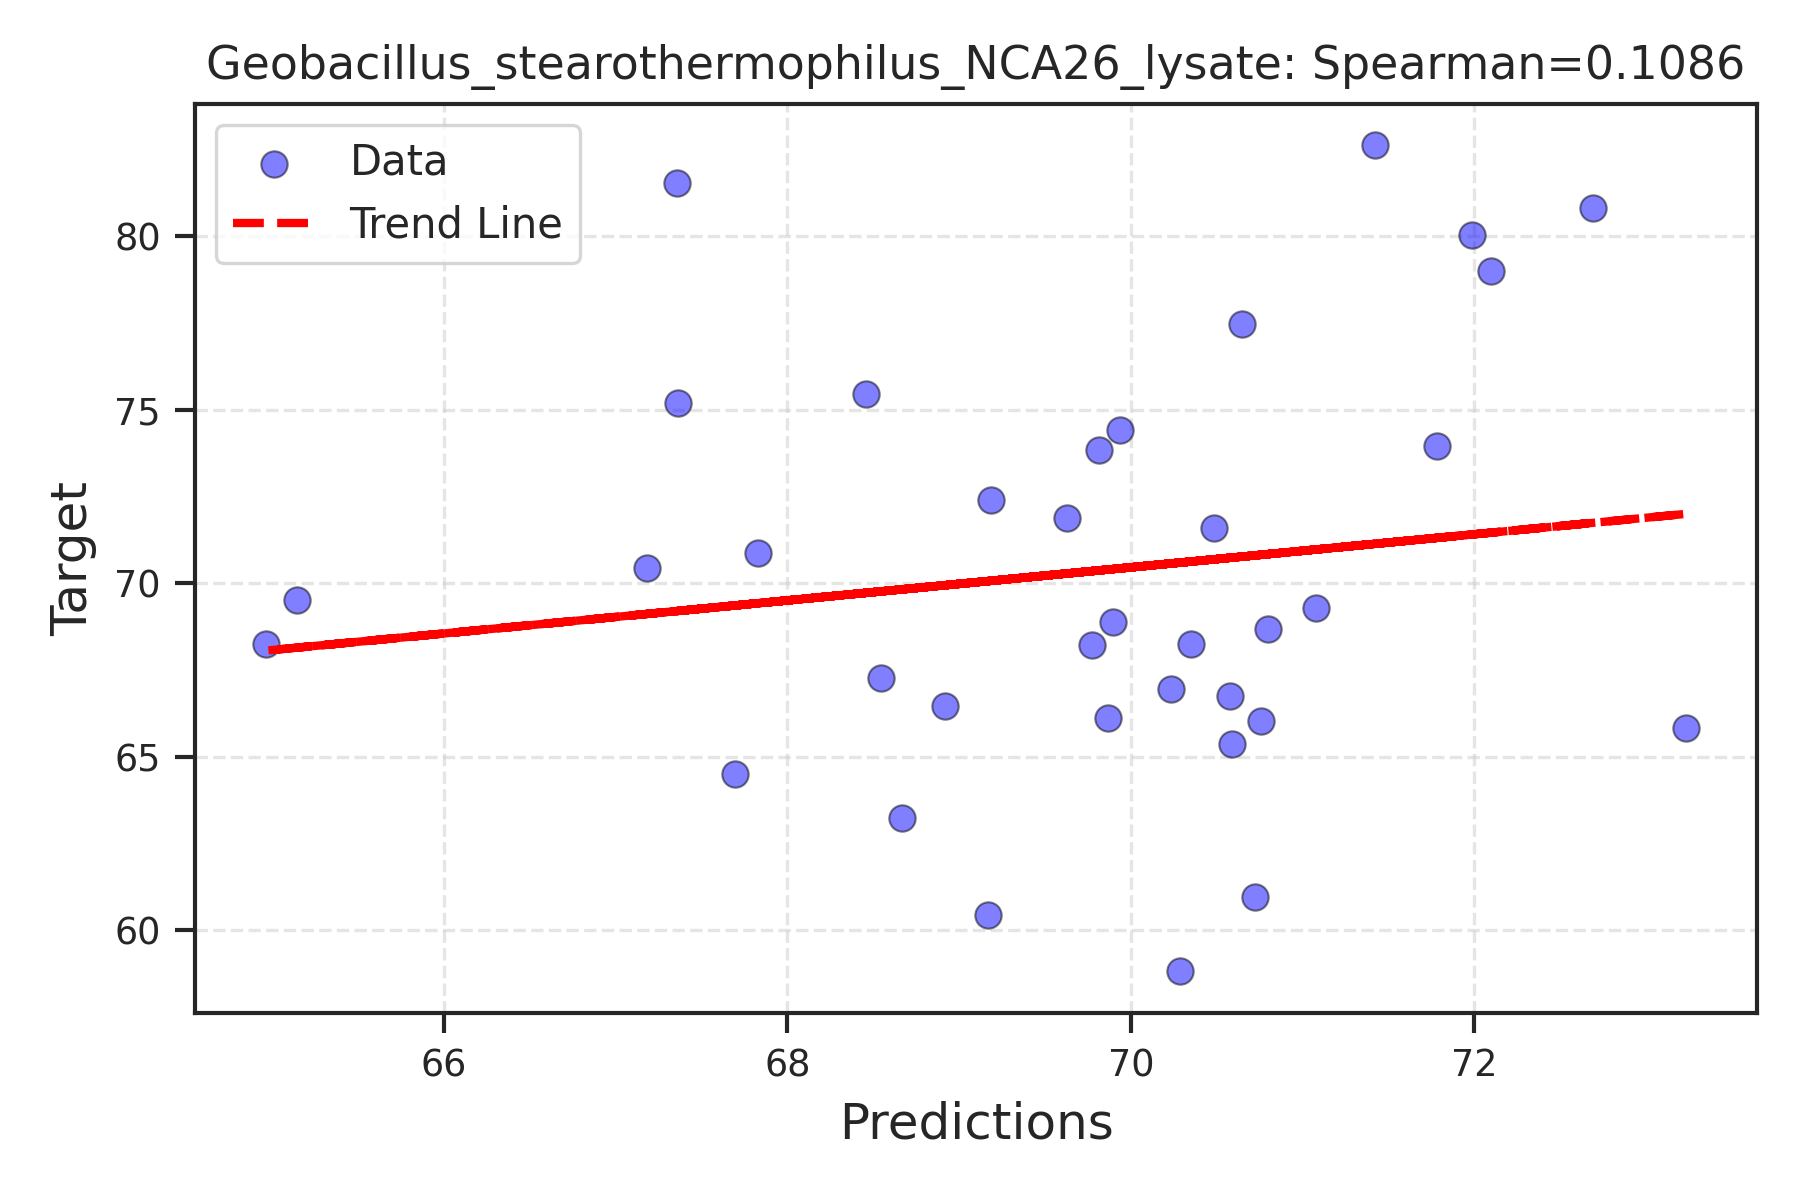 Geobacillus_stearothermophilus_NCA26_lysate: Spearman=0.1086
Data
Trend Line
80
75
70
65
60
Target
66 68 70 72
Predictions